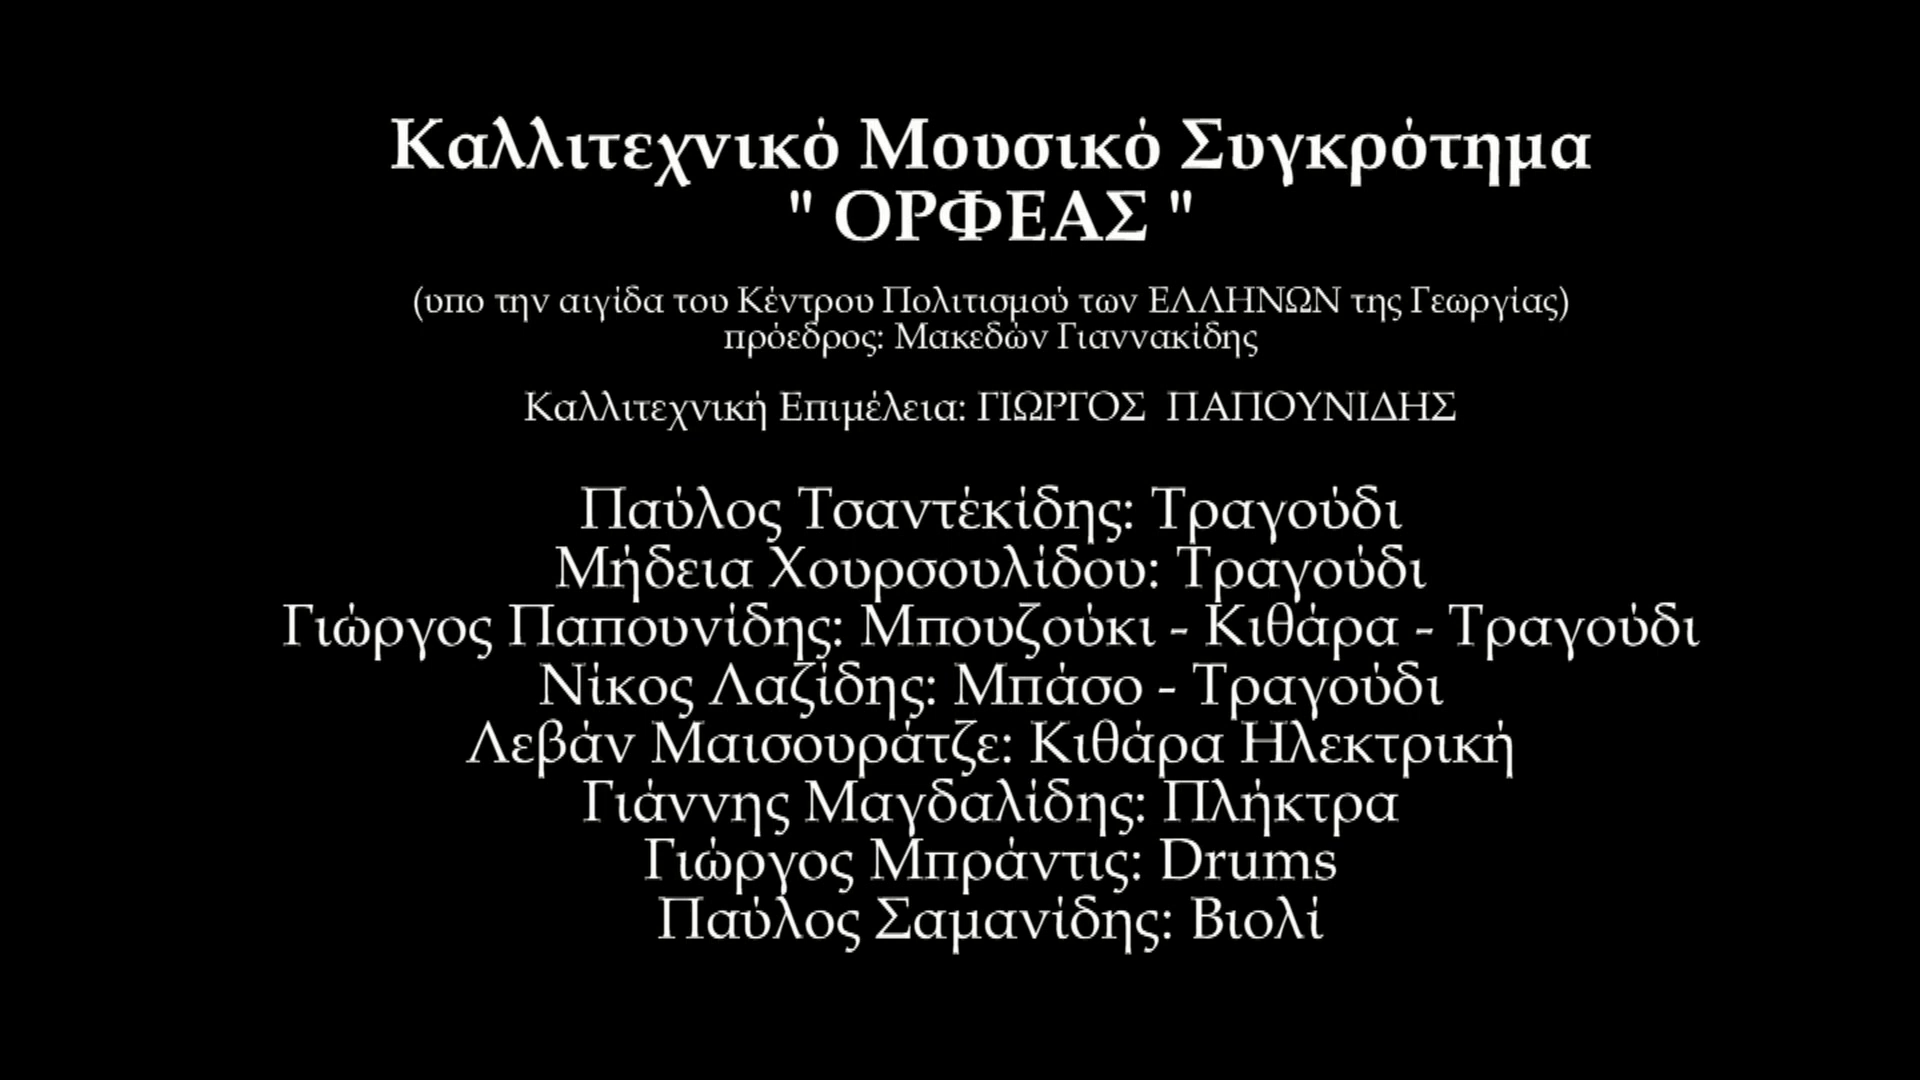 Καλλιτεχνικό Μουσικό Συγκρότημα
" ΟΡΦΕΑΣ "
(υπο την αιγίδα του Κέντρου Πολιτισμού των ΕΛΛΗΝΩΝ της Γεωργίας)
πρόεδρος: Μακεδών Γιαννακίδης
Καλλιτεχνική Επιμέλεια: ΓΙΩΡΓΟΣ ΠΑΠΟΥΝΙΔΗΣ
Παύλος Τσαντέκίδης: Τραγούδι
Μήδεια Χουρσουλίδου: Τραγούδι
Γιώργος Παπουνίδης: Μπουζούκι - Κιθάρα - Τραγούδι
Νίκος Λαζίδης: Μπάσο - Τραγούδι
Λεβάν Μαισουράτζε: Κιθάρα Ηλεκτρική
Γιάννης Μαγδαλίδης: Πλήκτρα
Γιώργος Μπράντις: Drums
Παύλος Σαμανίδης: Βιολί